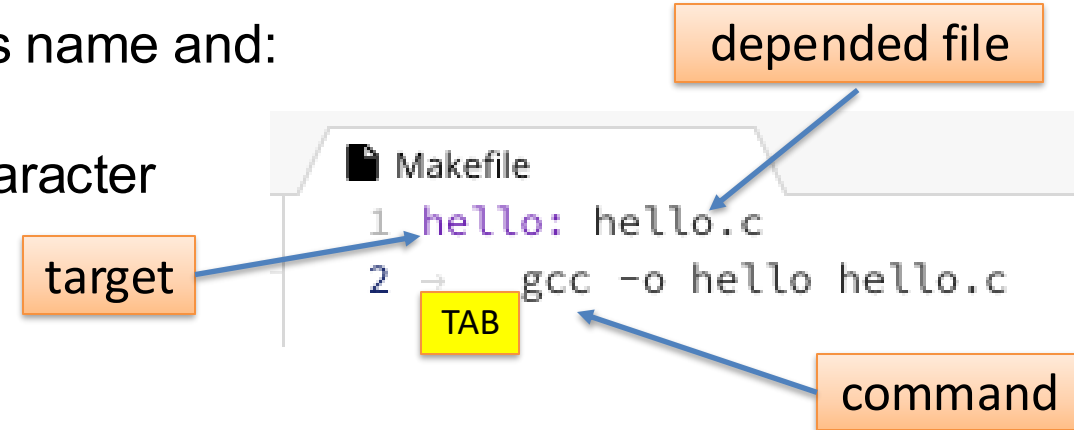 s name and:
depended file
aracter
Makefile
1 hello: hello.c
target
2 → gcc -o hello hello.c
TAB
command